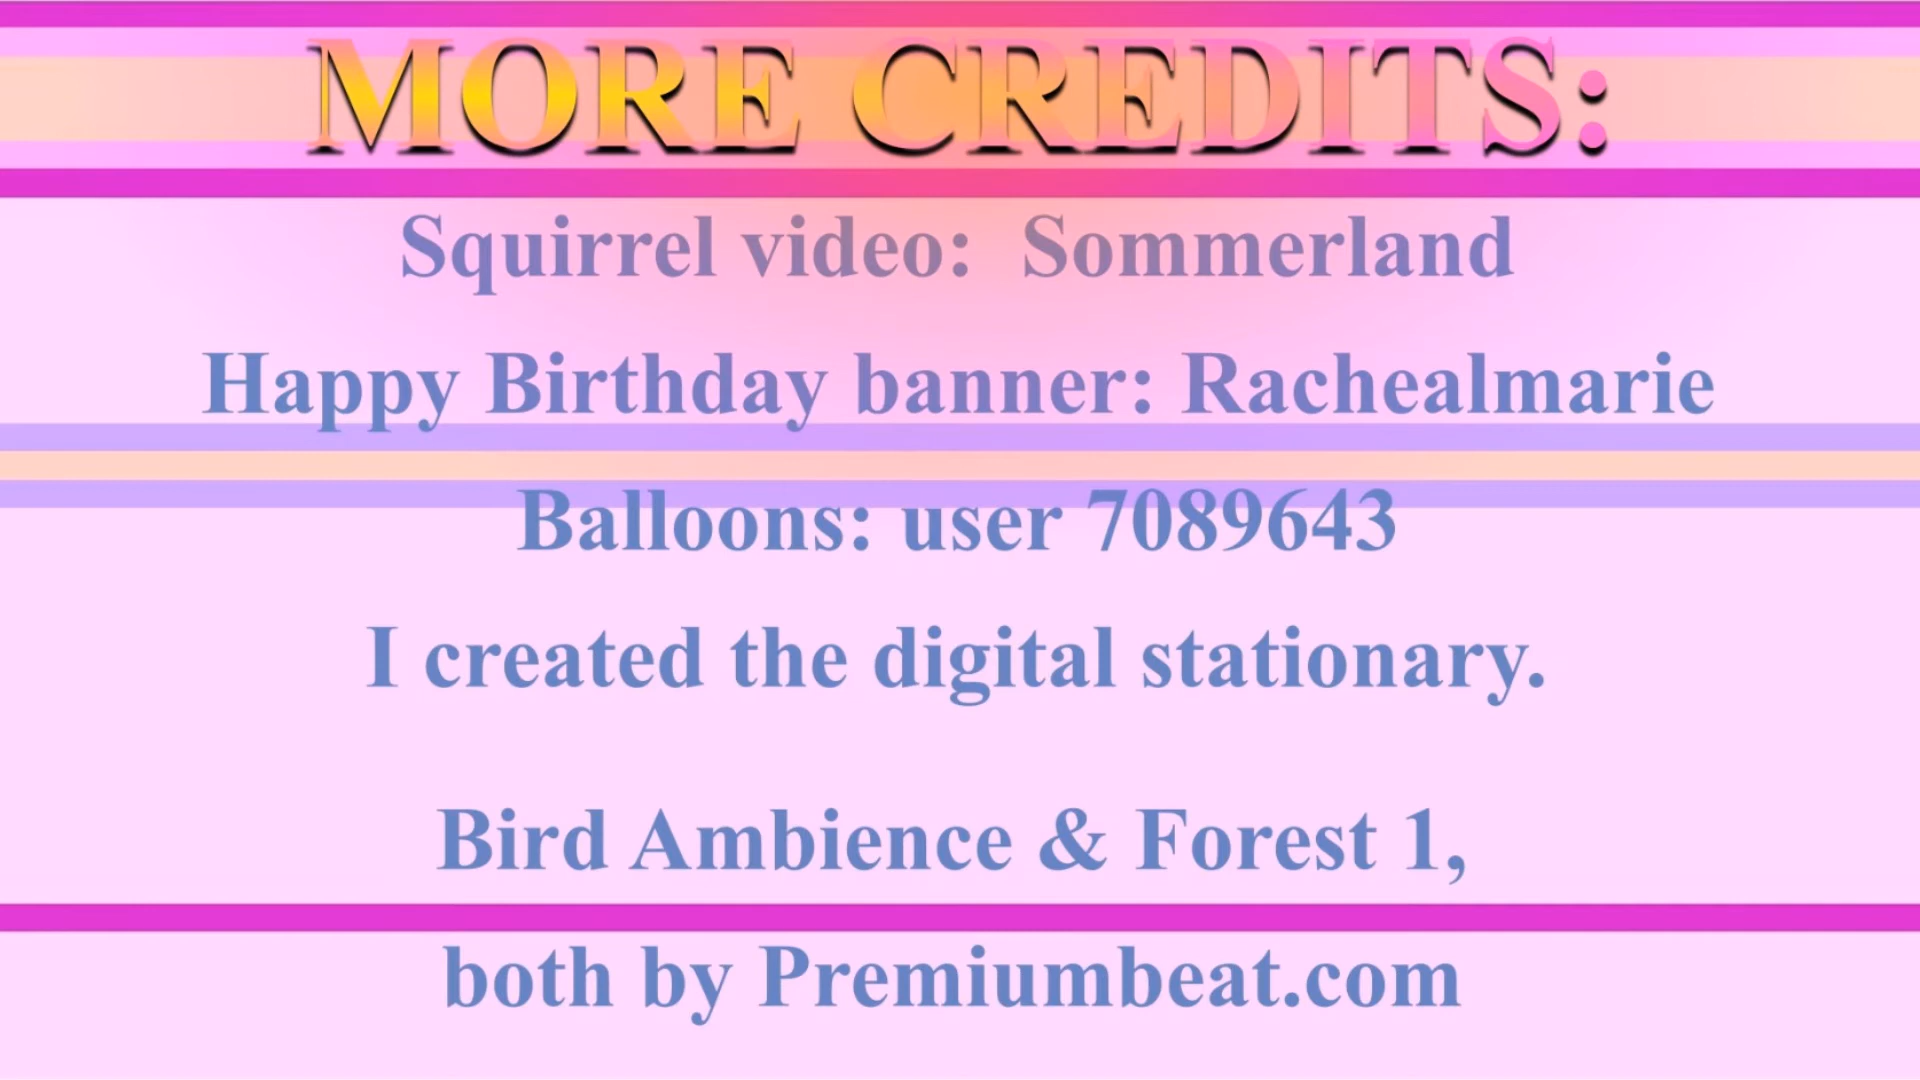 MORE CREDITS:
Squirrel video: Sommerland
Happy Birthday banner: Rachealmarie
Balloons: user 7089643
I created the digital stationary.
Bird Ambience & Forest 1,
both by Premiumbeat.com